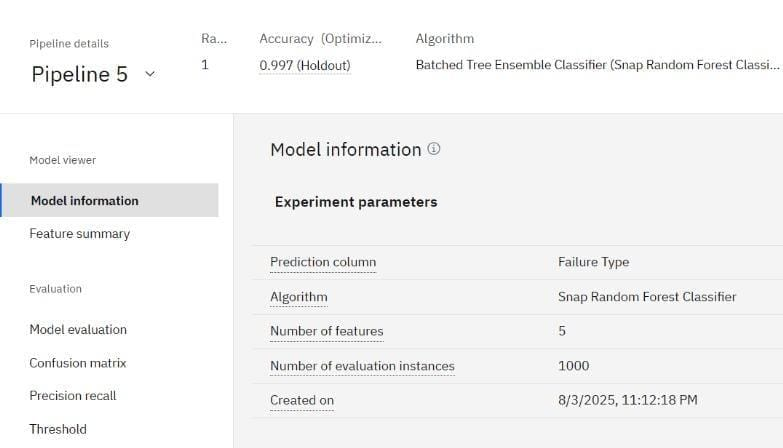 Pipeline details
Pipeline 5
Ra...
1
Accuracy (Optimiz...
0.997 (Holdout)
Algorithm
Batched Tree Ensemble Classifier (Snap Random Forest Classi...
Model viewer
Model information
Feature summary
Evaluation
Model evaluation
Confusion matrix
Precision recall
Threshold
Model information
Experiment parameters
Prediction column Failure Type
Algorithm Snap Random Forest Classifier
Number of features 5
Number of evaluation instances 1000
Created on 8/3/2025, 11:12:18 PM